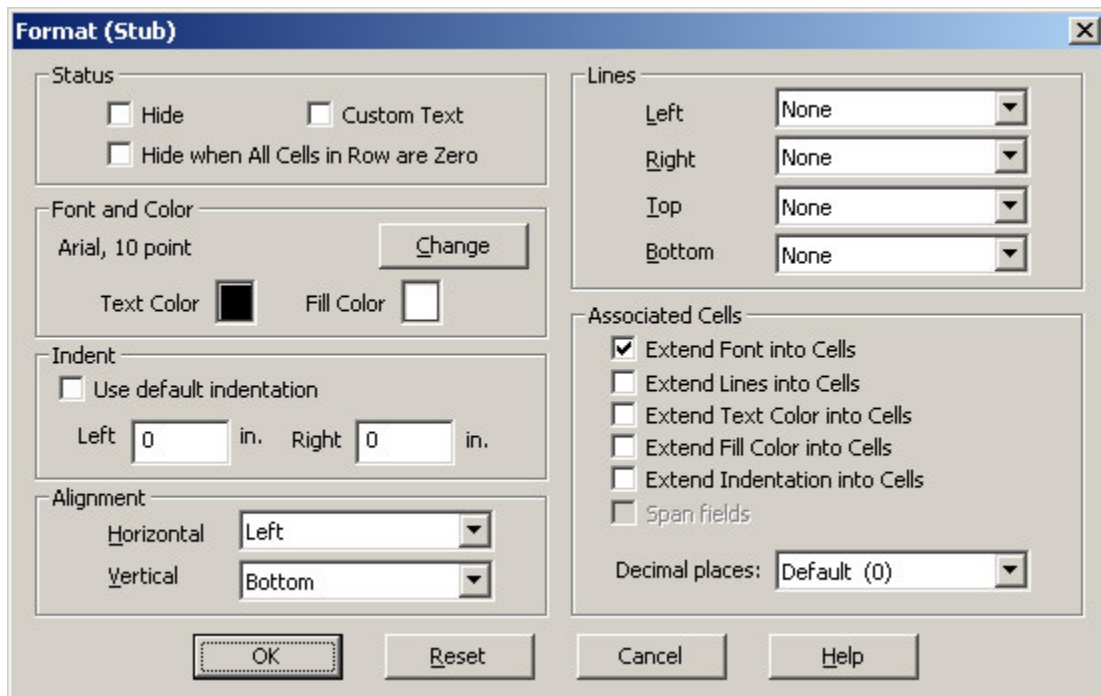 Format (Stub)
Status
Hide
Custom Text
Hide when All Cells in Row are Zero
Font and Color
Arial, 10 point
Change
Text Color
Fill Color
Indent
Use default indentation
Left 0 in. Right 0 in.
Alignment
Horizontal Left
Vertical Bottom
Lines
Left None
Right None
Top None
Bottom None
Associated Cells
Extend Font into Cells
Extend Lines into Cells
Extend Text Color into Cells
Extend Fill Color into Cells
Extend Indentation into Cells
Span fields
Decimal places: Default (0)
OK
Reset
Cancel
Help